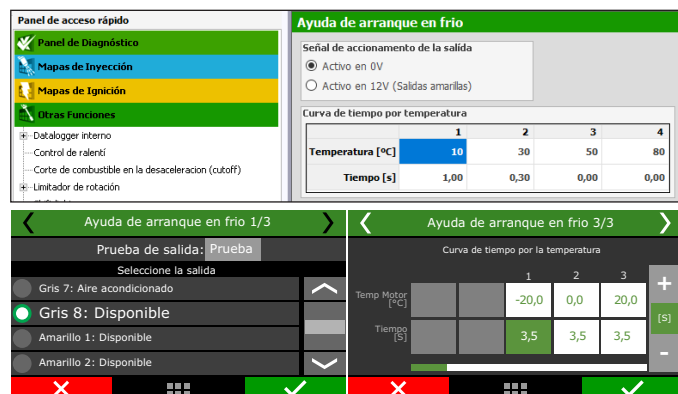 Panel de acceso rápido
Panel de Diagnóstico
Mapas de Inyección
Mapas de Ignición
Otras Funciones
Datalogger interno
Control de ralentí
Corte de combustible en la desaceleracion (cutoff)
Limitador de rotación
Ayuda de arranque en frio
Señal de accionamento de la salída
Activo en 0V
Activo en 12V (Salidas amarillas)
Curva de tiempo por temperatura
1 2 3 4
Temperatura [ºC] 10 30 50 80
Tiempo [s] 1,00 0,30 0,00 0,00
Ayuda de arranque en frio 1/3
Prueba de salida: Prueba
Seleccione la salida
Gris 7: Aire acondicionado
Gris 8: Disponible
Amarillo 1: Disponible
Amarillo 2: Disponible
Ayuda de arranque en frio 3/3
Curva de tiempo por la temperatura
1 2 3
Temp Motor
[°C]
-20,0 0,0 20,0
Tiempo
[S]
3,5 3,5 3,5
+
[S]
-